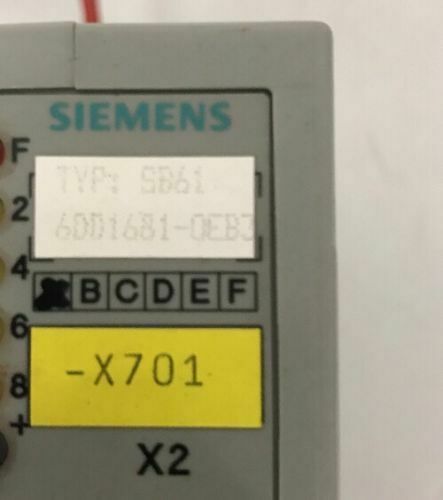 SIEMENS
F
TYP: SB61
2
6DD1681-0EB3
4
B C D E F
6
-X701
8
+
X2